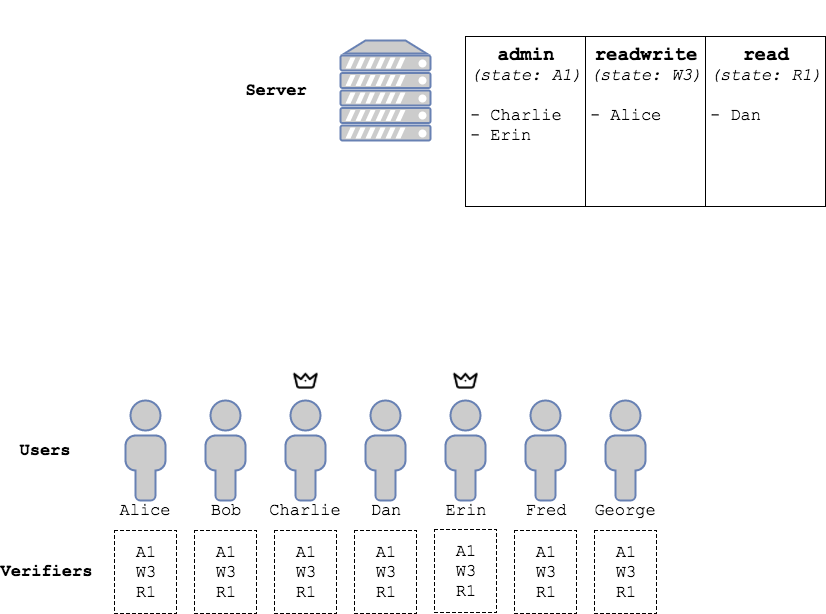 Server
admin readwrite read
(state: A1) (state: W3) (state: R1)
- Charlie - Alice - Dan
- Erin
Users
Alice Bob Charlie Dan Erin Fred George
Verifiers
A1 A1 A1 A1 A1 A1 A1
W3 W3 W3 W3 W3 W3 W3
R1 R1 R1 R1 R1 R1 R1